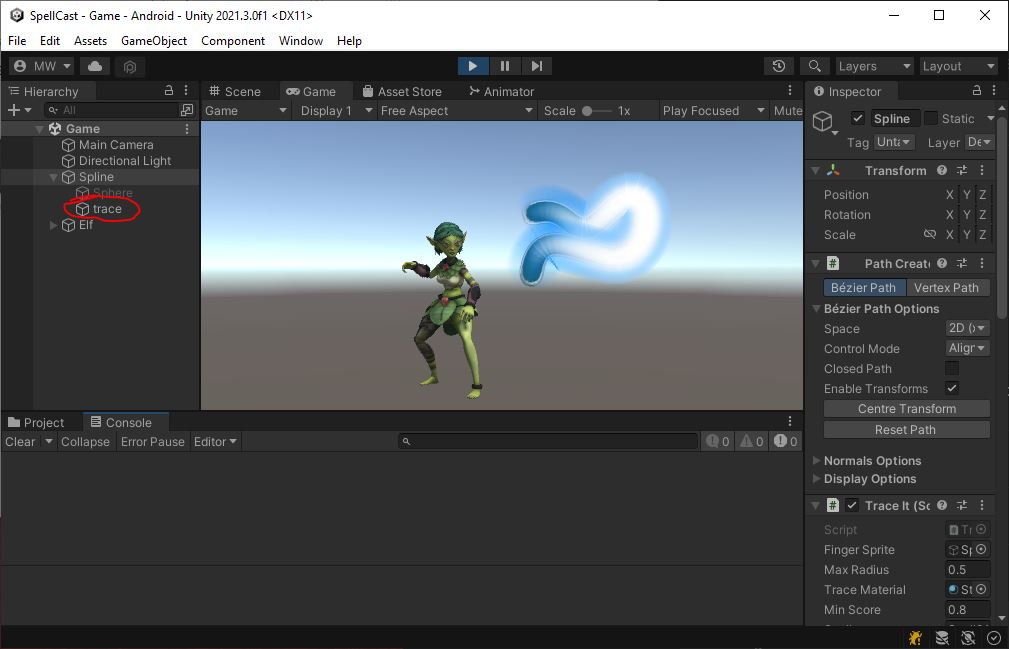 SpellCast - Game - Android - Unity 2021.3.0f1 <DX11>
File Edit Assets GameObject Component Window Help
MW Layers Layout
Hierarchy
All
Game
Main Camera
Directional Light
Spline
Sphere
trace
Elf
Scene Game Asset Store Animator
Game Display 1 Free Aspect Scale 1x Play Focused Mute
Project Console
Clear Collapse Error Pause Editor 0 0 0
Inspector
Spline Static
Tag Unta Layer De
Transform
Position X Y Z
Rotation X Y Z
Scale X Y Z
# Path Create
Bézier Path Vertex Path
Bézier Path Options
Space 2D (x
Control Mode Align
Closed Path
Enable Transforms
Centre Transform
Reset Path
Normals Options
Display Options
# Trace It (Sc
Script Tr
Finger Sprite Sp
Max Radius 0.5
Trace Material St
Min Score 0.8